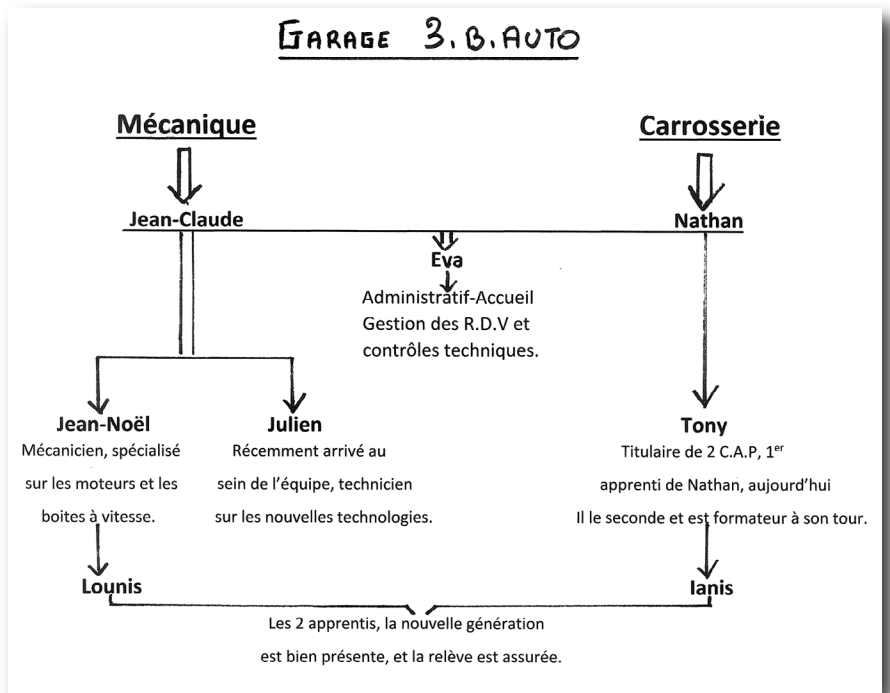 GARAGE 3.B.AUTO
Mécanique
Carrosserie
Jean-Claude
Nathan
Eva
Administratif-Accueil
Gestion des R.D.V et
contrôles techniques.
Jean-Noël
Mécanicien, spécialisé
sur les moteurs et les
boites à vitesse.
Julien
Récemment arrivé au
sein de l'équipe, technicien
sur les nouvelles technologies.
Tony
Titulaire de 2 C.A.P, 1er
apprenti de Nathan, aujourd'hui
Il le seconde et est formateur à son tour.
Lounis
Ianis
Les 2 apprentis, la nouvelle génération
est bien présente, et la relève est assurée.